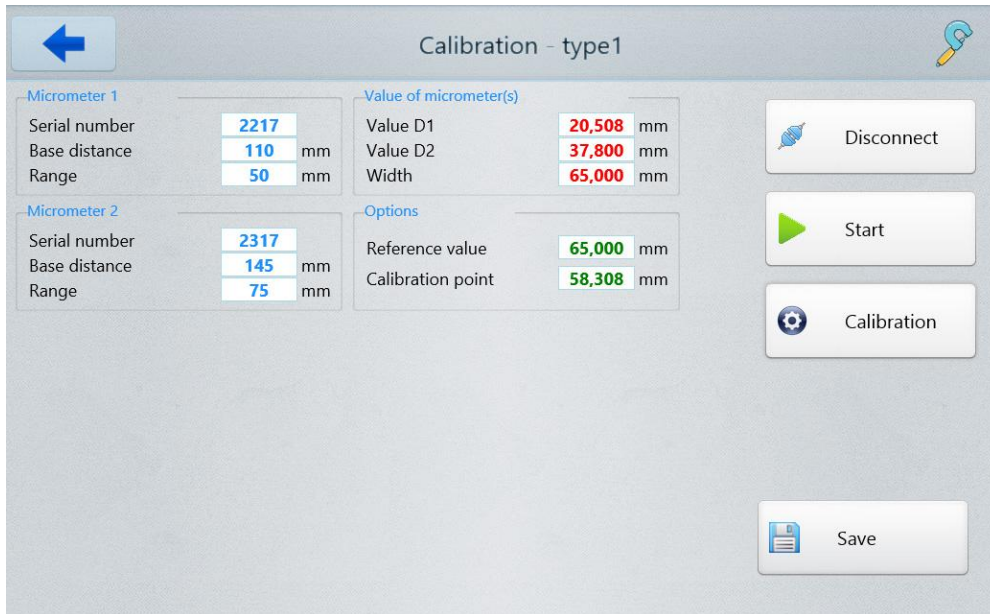 Calibration - type1
Micrometer 1
Serial number 2217
Base distance 110 mm
Range 50 mm
Value of micrometer(s)
Value D1 20,508 mm
Value D2 37,800 mm
Width 65,000 mm
Micrometer 2
Serial number 2317
Base distance 145 mm
Range 75 mm
Options
Reference value 65,000 mm
Calibration point 58,308 mm
Disconnect
Start
Calibration
Save